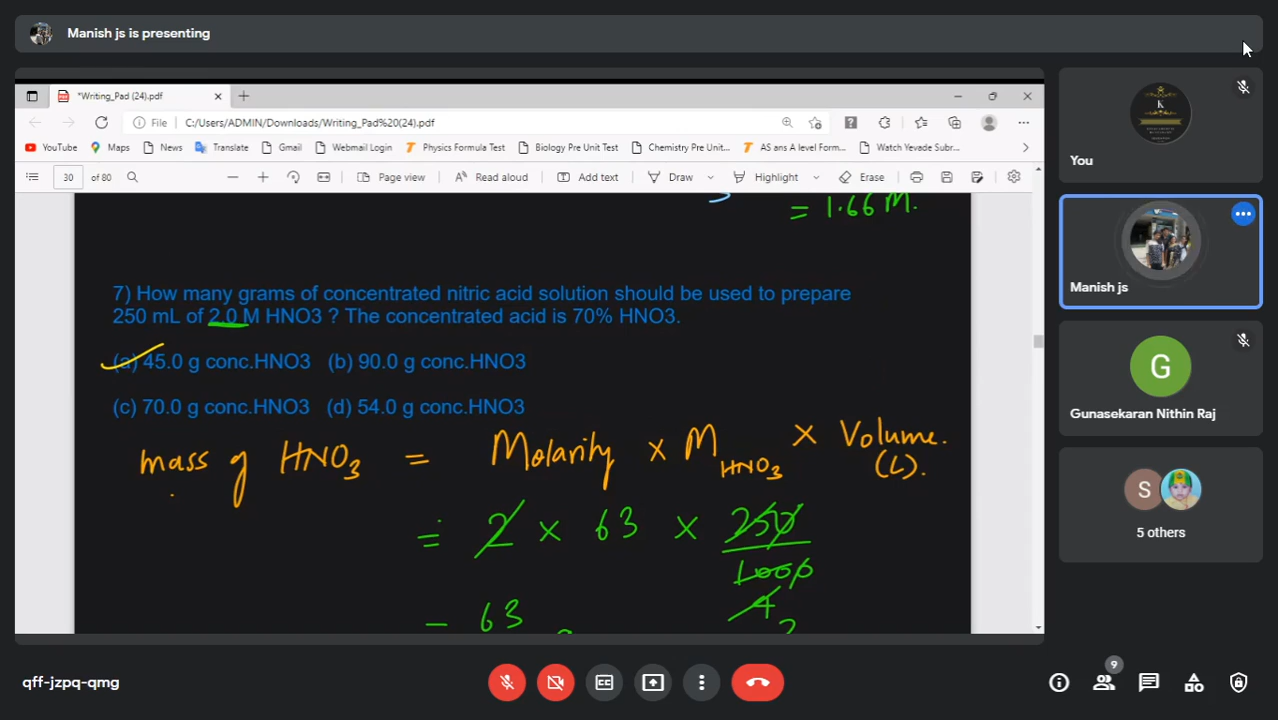 Manish js is presenting
*Writing_Pad (24).pdf
File C:/Users/ADMIN/Downloads/Writing_Pad%20(24).pdf
YouTube Maps News Translate Gmail Webmail Login Physics Formula Test Biology Pre Unit Test Chemistry Pre Unit... AS ans A level Form... Watch Yevade Subr...
30 of 80 Page view Read aloud Add text Draw Highlight Erase
= 1.66 M.
7) How many grams of concentrated nitric acid solution should be used to prepare
250 mL of 2.0 M HNO3 ? The concentrated acid is 70% HNO3.
(a) 45.0 g conc.HNO3 (b) 90.0 g conc.HNO3
(c) 70.0 g conc.HNO3 (d) 54.0 g conc.HNO3
mass of HNO3 = Molarity × M HNO3 × Volume.
(L).
= 2 × 63 × 250
1000
4
= 63
2
K
You
Manish js
G
Gunasekaran Nithin Raj
S
5 others
qff-jzpq-qmg
CC
9